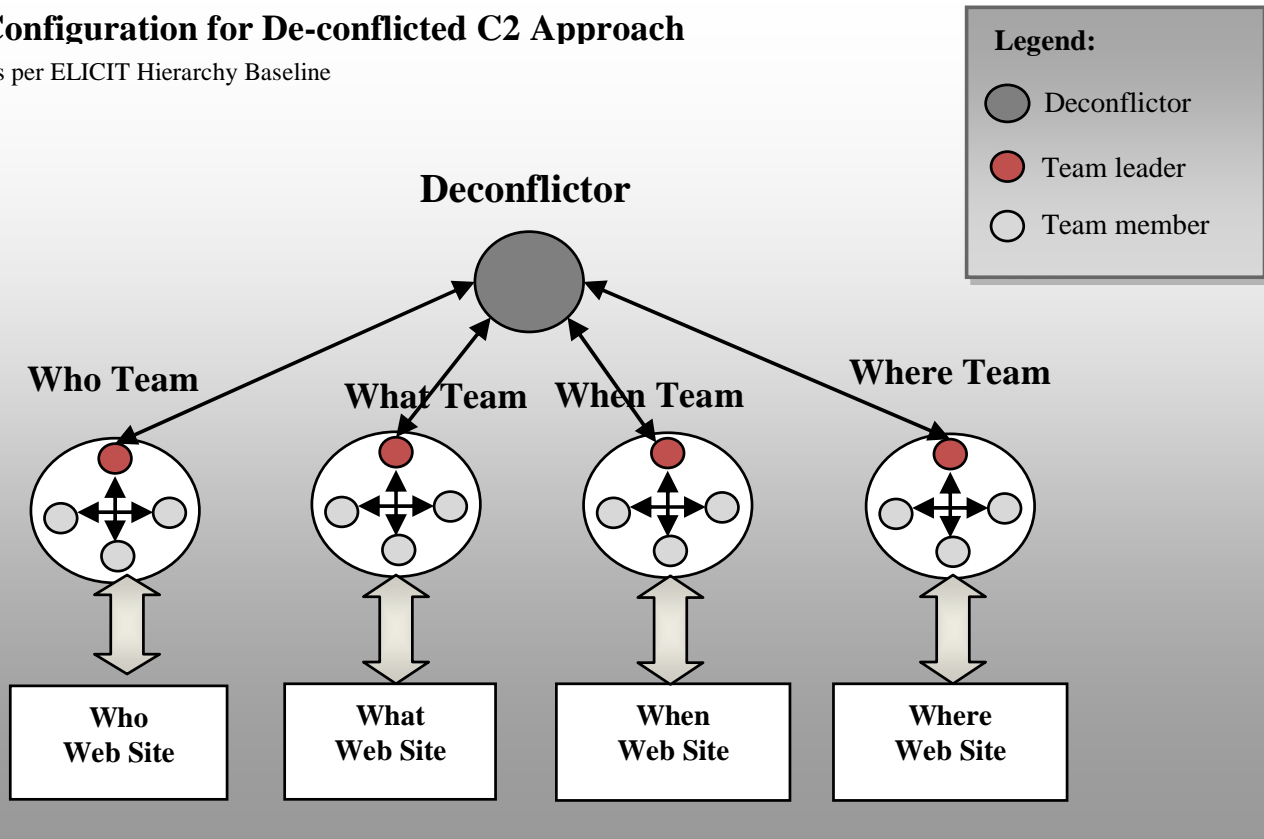 Configuration for De-conflicted C2 Approach
s per ELICIT Hierarchy Baseline
Legend:
Deconflictor
Team leader
Team member
Deconflictor
Who Team
What Team
When Team
Where Team
Who
Web Site
What
Web Site
When
Web Site
Where
Web Site